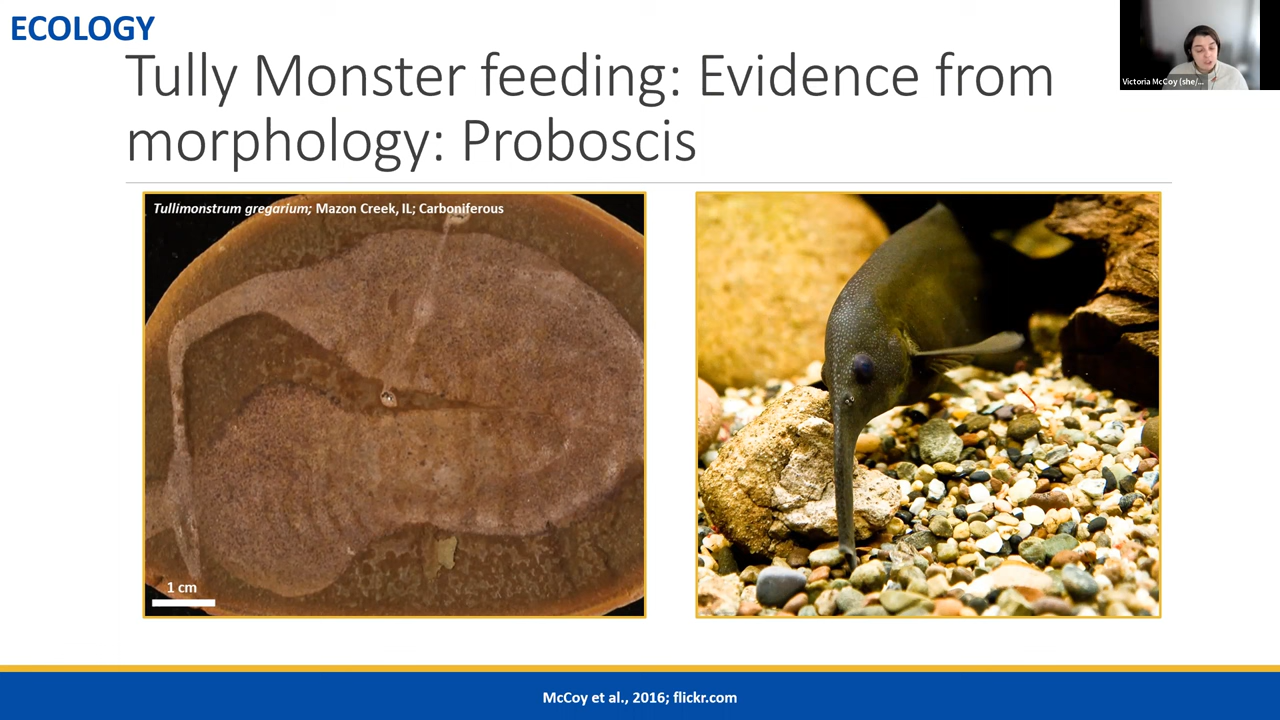 ECOLOGY
Tully Monster feeding: Evidence from
morphology: Proboscis
Victoria McCoy (she/...
Tullimonstrum gregarium; Mazon Creek, IL; Carboniferous
1 cm
McCoy et al., 2016; flickr.com